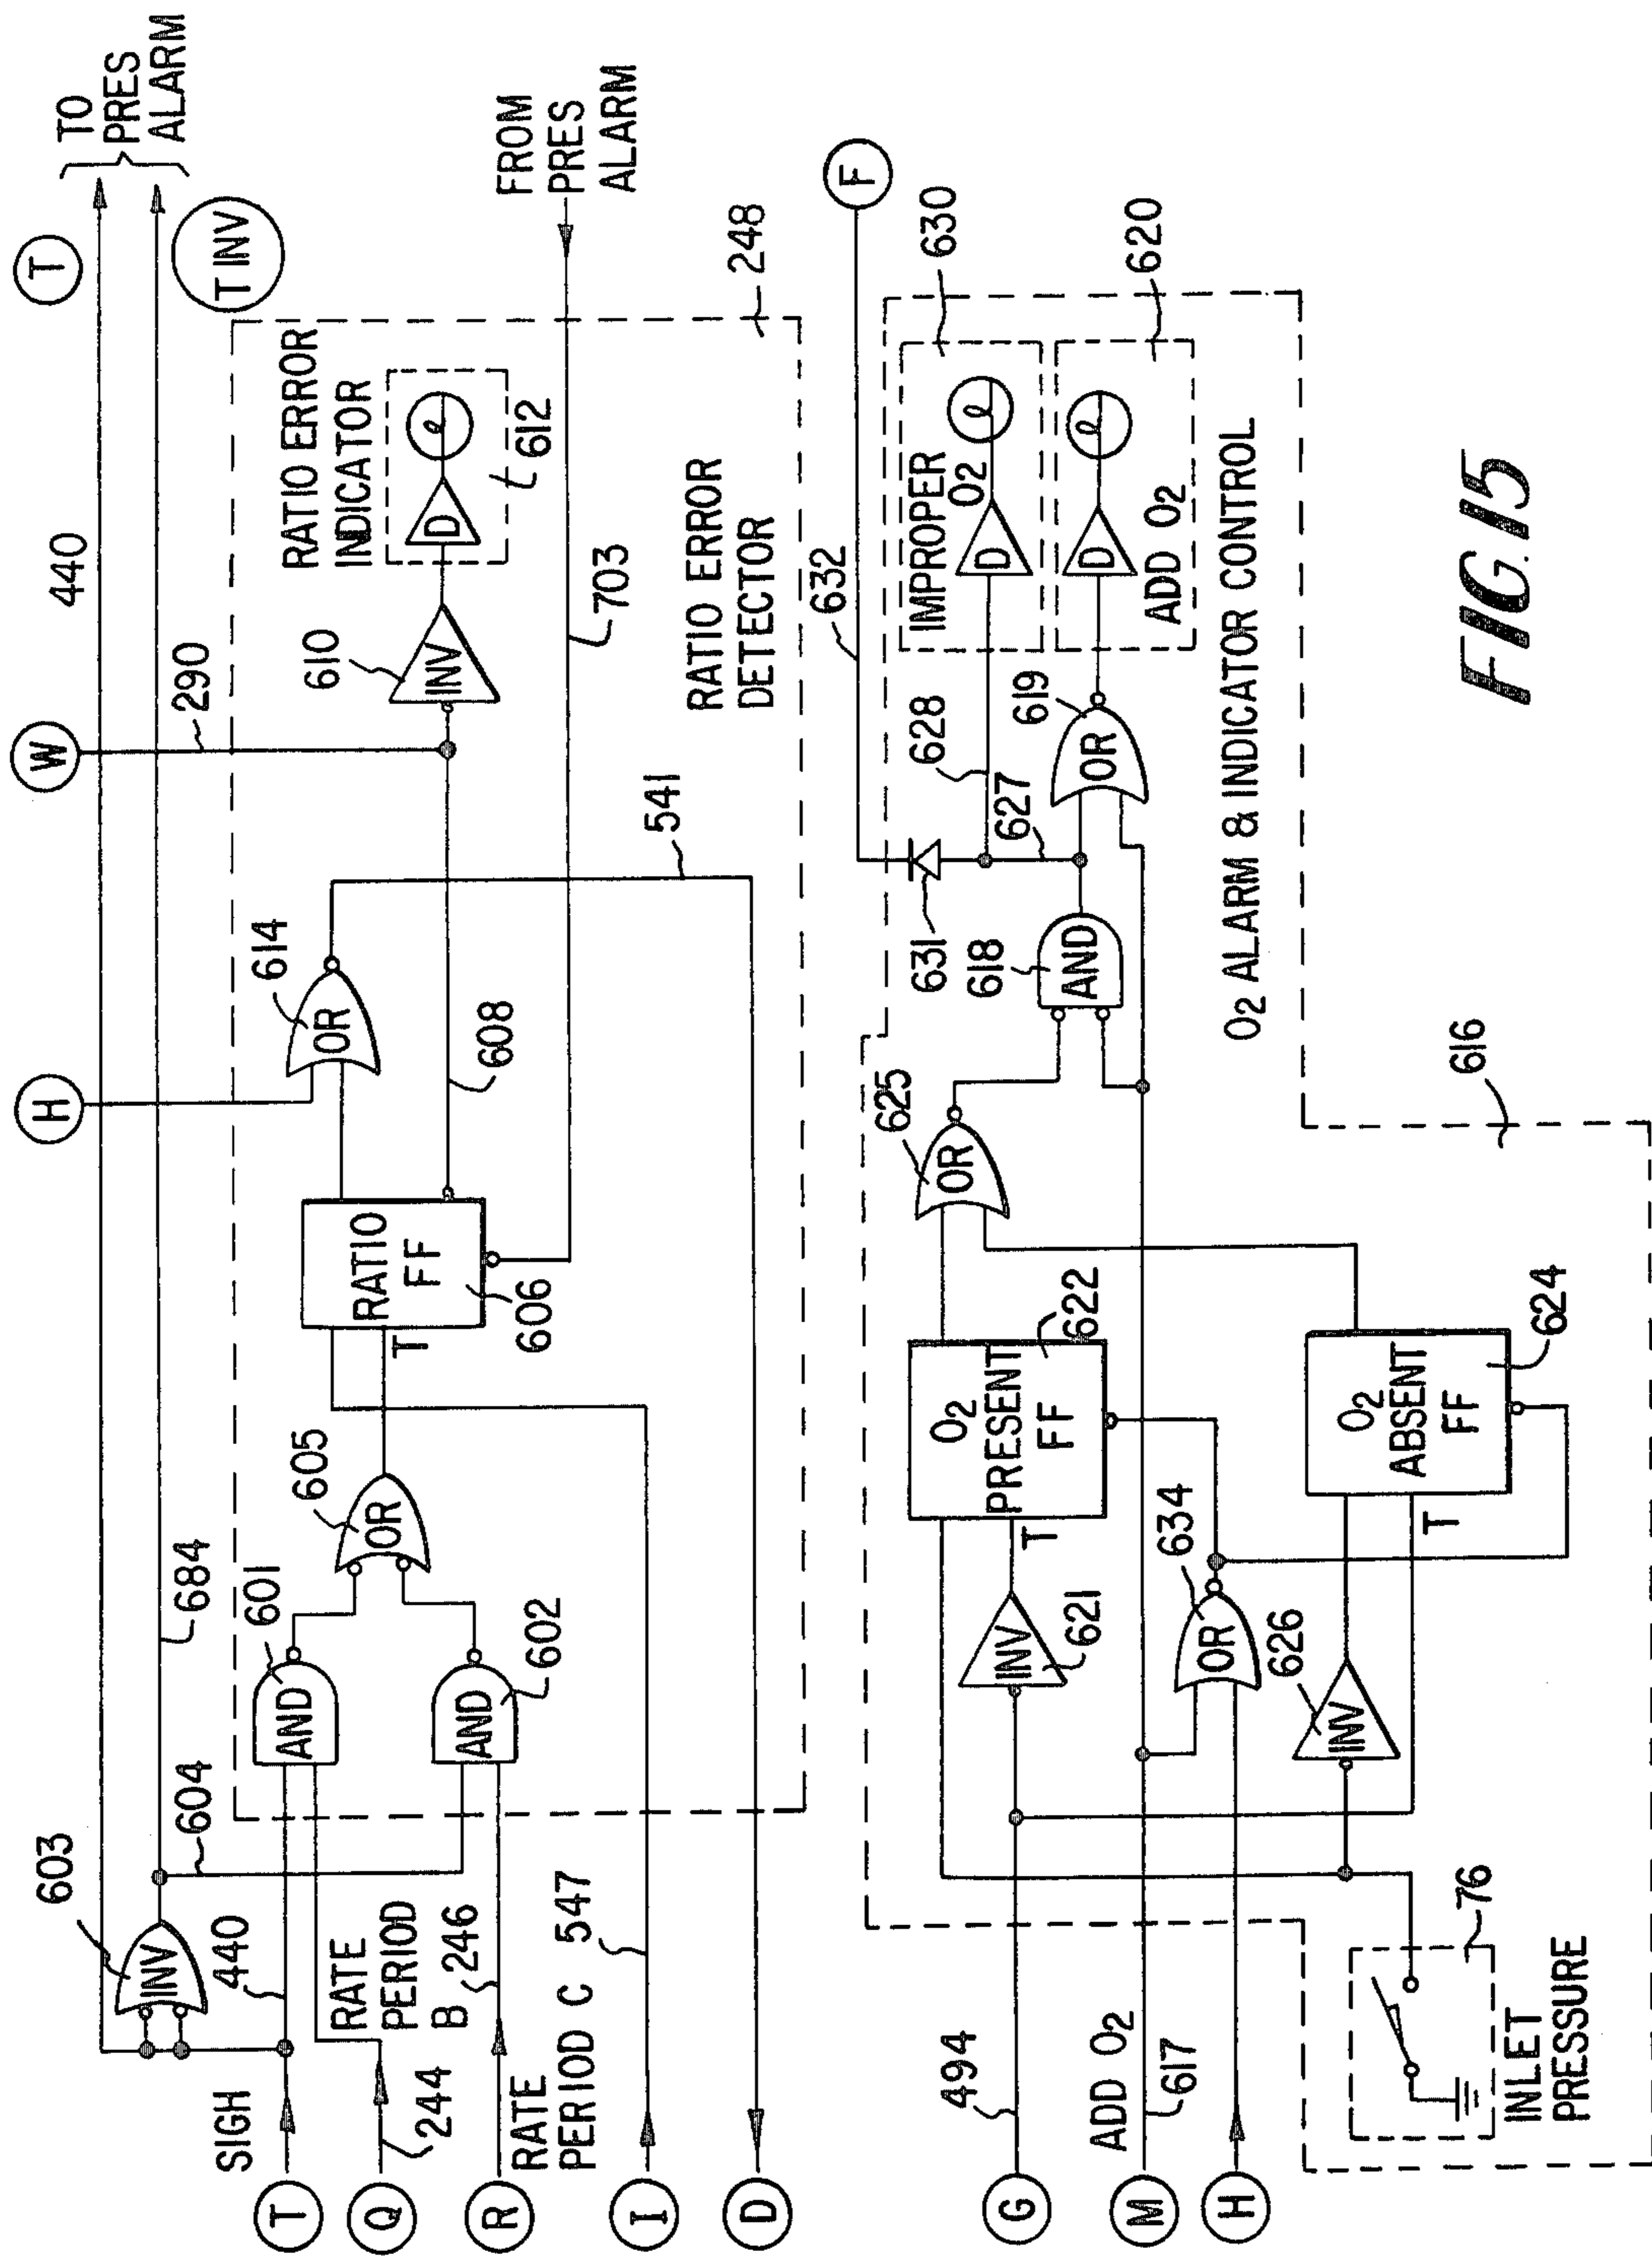 T
440
W
290
H
TO
PRES
ALARM
T INV
603
684
604
601
INV
SIGH
T
440
AND
605
OR
614
OR
RATIO ERROR
INDICATOR
610
INV
D
ℓ
612
FROM
PRES
ALARM
Q
244
RATE
PERIOD
B
246
R
AND
602
T
RATIO
FF
606
608
703
541
248
RATE
PERIOD C
547
I
D
RATIO ERROR
DETECTOR
F
632
630
IMPROPER
O2
D
ℓ
628
627
631
625
OR
618
AND
619
OR
D
ℓ
ADD O2
620
O2
PRESENT
FF
622
T
INV
621
494
G
ADD O2
M
617
634
OR
H
626
INV
T
O2
ABSENT
FF
624
76
INLET
PRESSURE
O2 ALARM & INDICATOR CONTROL
616
FIG. 15